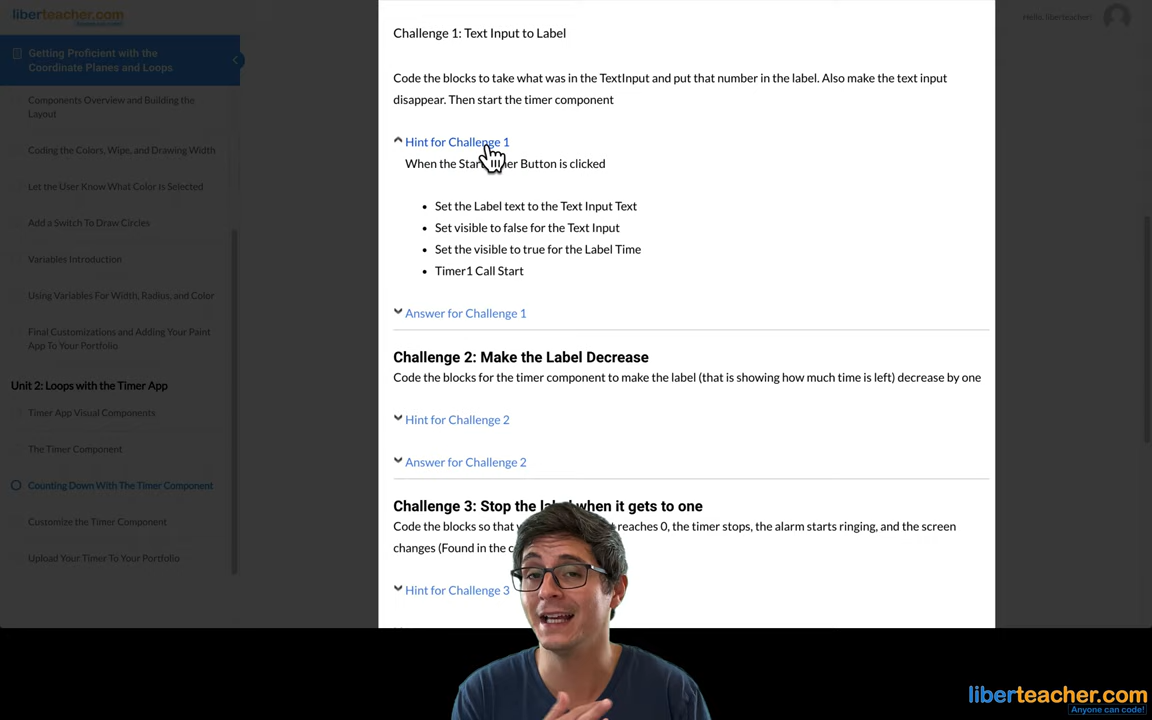 liberteacher.com
Hello, liberteacher!
Getting Proficient with the
Coordinate Planes and Loops
Components Overview and Building the
Layout
Coding the Colors, Wipe, and Drawing Width
Let the User Know What Color Is Selected
Add a Switch To Draw Circles
Variables Introduction
Using Variables For Width, Radius, and Color
Final Customizations and Adding Your Paint
App To Your Portfolio
Unit 2: Loops with the Timer App
Timer App Visual Components
The Timer Component
Counting Down With The Timer Component
Customize the Timer Component
Upload Your Timer To Your Portfolio
Challenge 1: Text Input to Label
Code the blocks to take what was in the TextInput and put that number in the label. Also make the text input
disappear. Then start the timer component
Hint for Challenge 1
When the Button is clicked
• Set the Label text to the Text Input Text
• Set visible to false for the Text Input
• Set the visible to true for the Label Time
• Timer1 Call Start
Answer for Challenge 1
Challenge 2: Make the Label Decrease
Code the blocks for the timer component to make the label (that is showing how much time is left) decrease by one
Hint for Challenge 2
Answer for Challenge 2
Challenge 3: Stop the when it gets to one
Code the blocks so that reaches 0, the timer stops, the alarm starts ringing, and the screen
changes (Found in the
Hint for Challenge 3
liberteacher.com
Anyone can code!